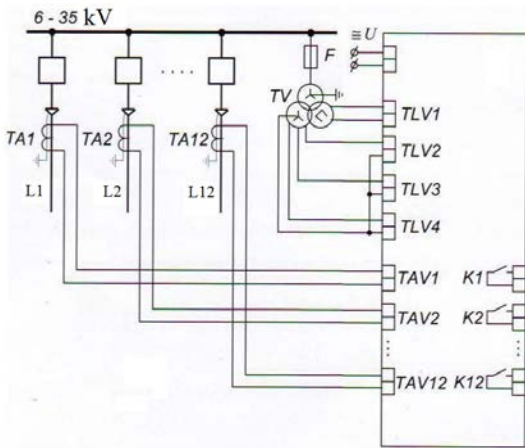 6 - 35 kV
≅ U
F
TV
TA1
TA2
TA12
L1
L2
L12
TLV1
TLV2
TLV3
TLV4
TAV1
K1
TAV2
K2
TAV12
K12